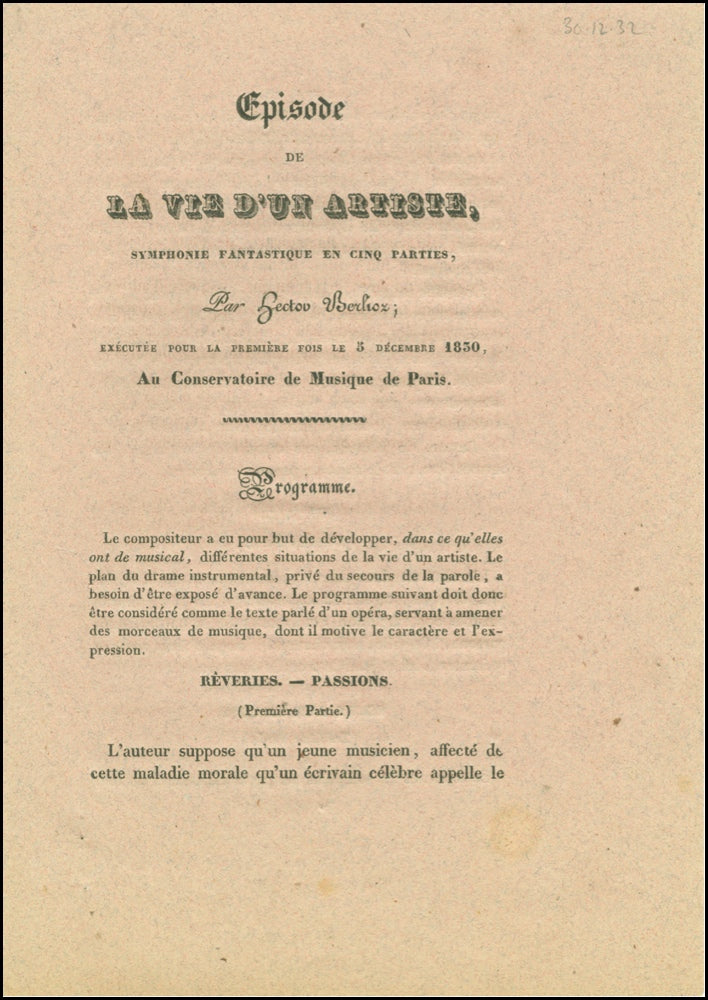 30.12.32
Episode
DE
LA VIE D'UN ARTISTE,
SYMPHONIE FANTASTIQUE EN CINQ PARTIES,
Par Hector Berlioz;
EXÉCUTÉE POUR LA PREMIÈRE FOIS LE 5 DÉCEMBRE 1830,
Au Conservatoire de Musique de Paris.
Programme.
Le compositeur a eu pour but de développer, dans ce qu'elles
ont de musical, différentes situations de la vie d'un artiste. Le
plan du drame instrumental, privé du secours de la parole, a
besoin d'être exposé d'avance. Le programme suivant doit donc
être considéré comme le texte parlé d'un opéra, servant à amener
des morceaux de musique, dont il motive le caractère et l'ex-
pression.
RÊVERIES. — PASSIONS.
(Première Partie.)
L'auteur suppose qu'un jeune musicien, affecté de
cette maladie morale qu'un écrivain célèbre appelle le